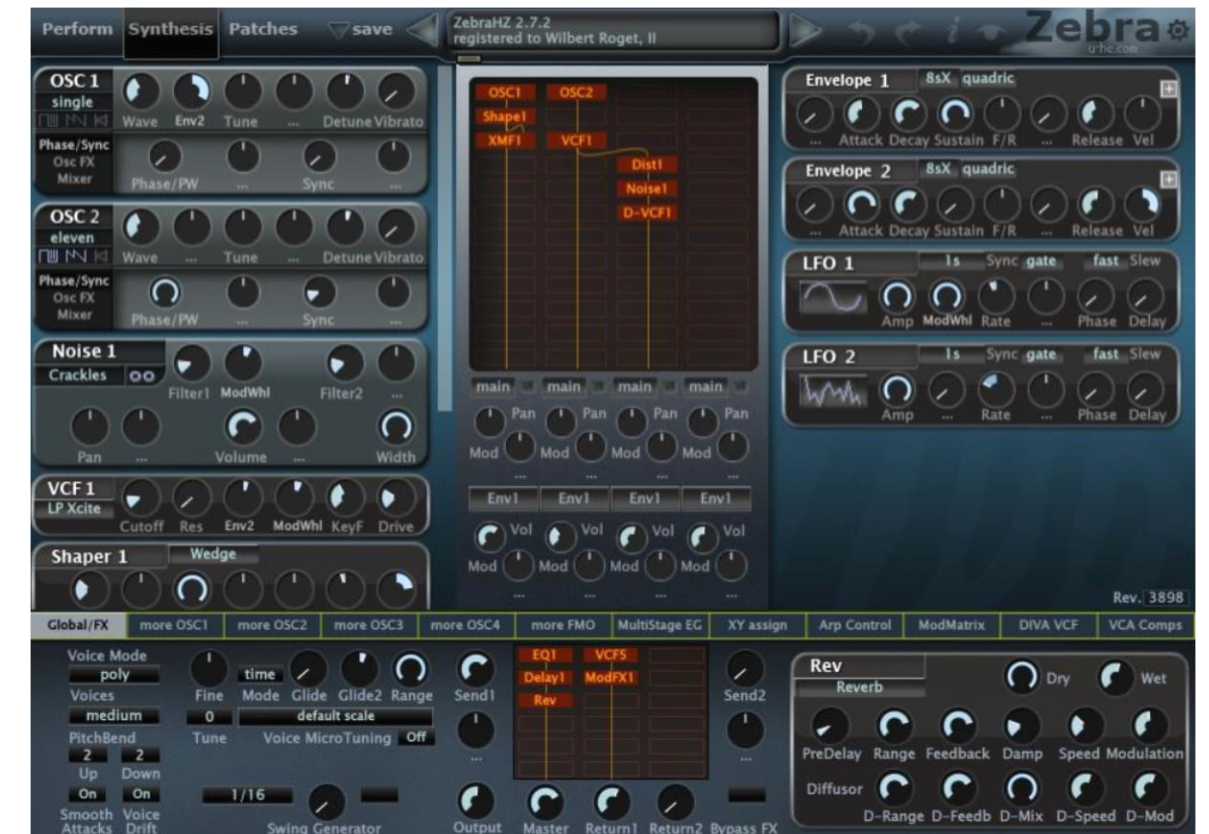 Perform Synthesis Patches save
ZebraHZ 2.7.2
registered to Wilbert Roget, II
Zebra
u-he.com
OSC 1
single
Wave Env2 Tune ... Detune Vibrato
Phase/Sync
Osc FX
Mixer
Phase/PW ... Sync ...
OSC 2
eleven
Wave ... Tune ... Detune Vibrato
Phase/Sync
Osc FX
Mixer
Phase/PW ... Sync ...
Noise 1
Crackles
Filter1 ModWhl Filter2 ...
Pan ... Volume ... Width
VCF 1
LP Xcite
Cutoff Res Env2 ModWhl KeyF Drive
Shaper 1 Wedge
OSC1 OSC2
Shape1
XMF1 VCF1
Dist1
Noise1
D-VCF1
main main main main
Pan Pan Pan Pan
Mod Mod Mod Mod
... ... ... ...
Env1 Env1 Env1 Env1
Vol Vol Vol Vol
Mod Mod Mod Mod
... ... ... ...
Envelope 1 8sX quadric
... Attack Decay Sustain F/R ... Release Vel
Envelope 2 8sX quadric
... Attack Decay Sustain F/R ... Release Vel
LFO 1 1s Sync gate fast Slew
Amp ModWhl Rate ... Phase Delay
LFO 2 1s Sync gate fast Slew
Amp ... Rate ... Phase Delay
Rev. 3898
Global/FX more OSC1 more OSC2 more OSC3 more OSC4 more FMO MultiStage EG XY assign Arp Control ModMatrix DIVA VCF VCA Comps
Voice Mode
poly
Voices
medium
PitchBend
2 2
Up Down
On On
Smooth Voice
Attacks Drift
time
Fine Mode Glide Glide2 Range
0 default scale
Tune Voice MicroTuning Off
1/16
Swing Generator
Send1
...
Output
EQ1 VCF5
Delay1 ModFX1
Rev
Master Return1 Return2 Bypass FX
Send2
...
Rev
Reverb
Dry Wet
PreDelay Range Feedback Damp Speed Modulation
Diffusor
D-Range D-Feedb D-Mix D-Speed D-Mod